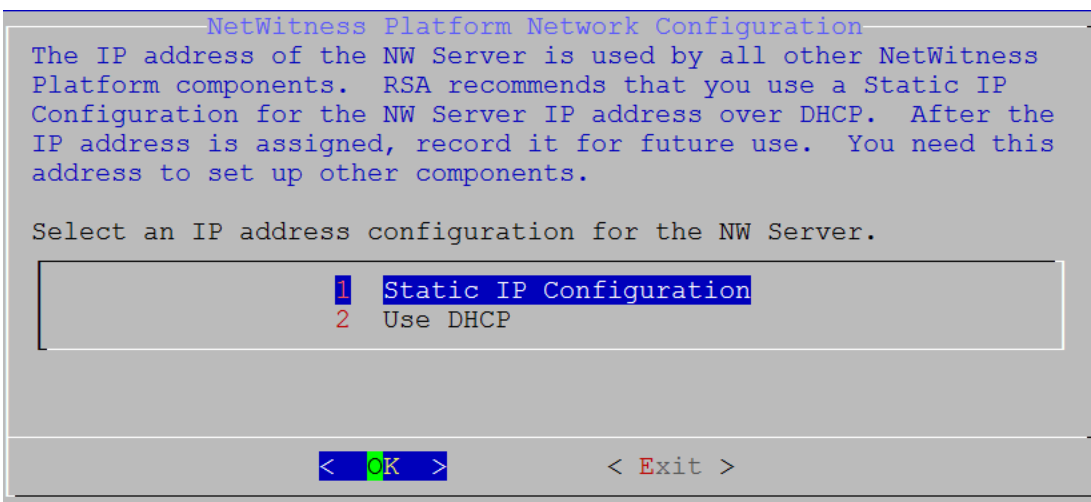 NetWitness Platform Network Configuration
The IP address of the NW Server is used by all other NetWitness
Platform components.  RSA recommends that you use a Static IP
Configuration for the NW Server IP address over DHCP.  After the
IP address is assigned, record it for future use.  You need this
address to set up other components.
Select an IP address configuration for the NW Server.
1  Static IP Configuration
2  Use DHCP
<  OK  >          < Exit >